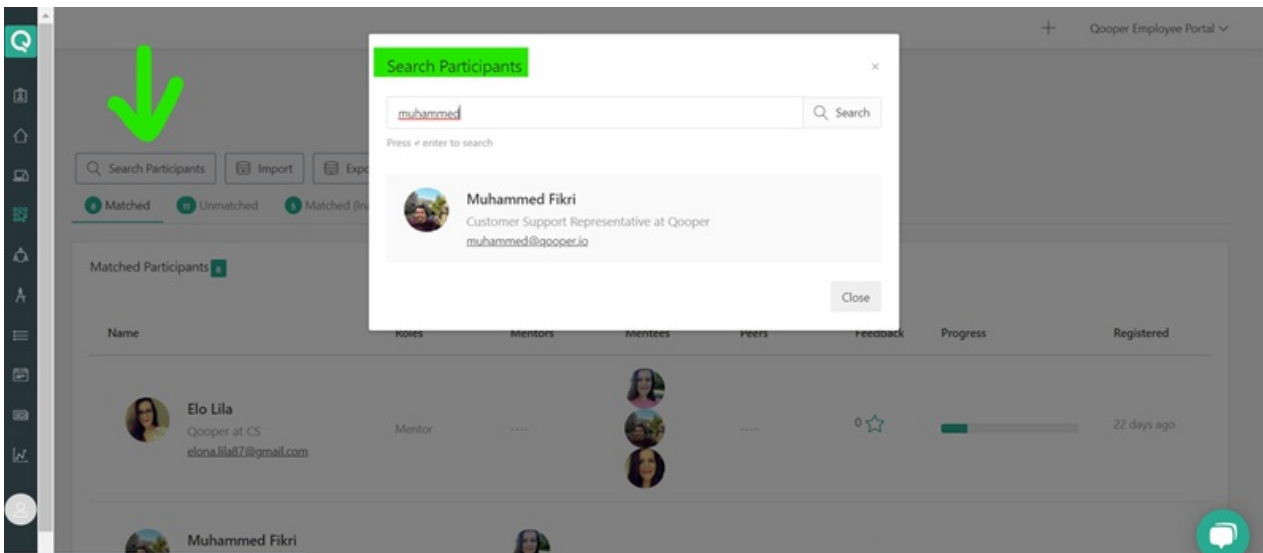 Qooper Employee Portal
Search Participants
muhammed
Search
Press ↵ enter to search
Search Participants
Import
Matched
11 Unmatched
Muhammed Fikri
Customer Support Representative at Qooper
muhammed@qooper.io
Matched Participants 8
Close
Name Roles Mentors Mentees Peers Feedback Progress Registered
Elo Lila
Qooper at CS
elona.lila87@gmail.com
Mentor ---- ---- 0 22 days ago
Muhammed Fikri